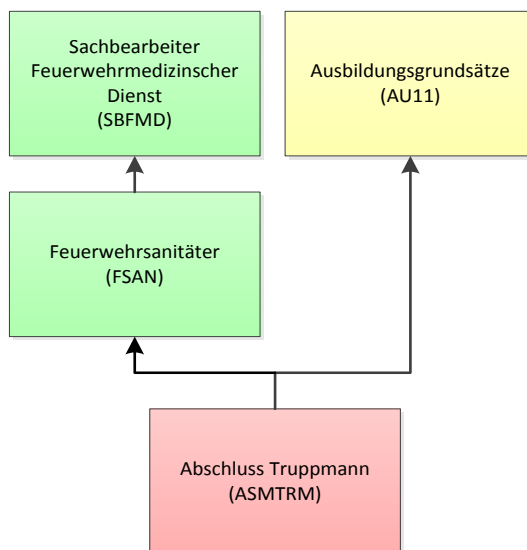 Sachbearbeiter
Feuerwehrmedizinscher
Dienst
(SBFMD)
Ausbildungsgrundsätze
(AU11)
Feuerwehrsanitäter
(FSAN)
Abschluss Truppmann
(ASMTRM)